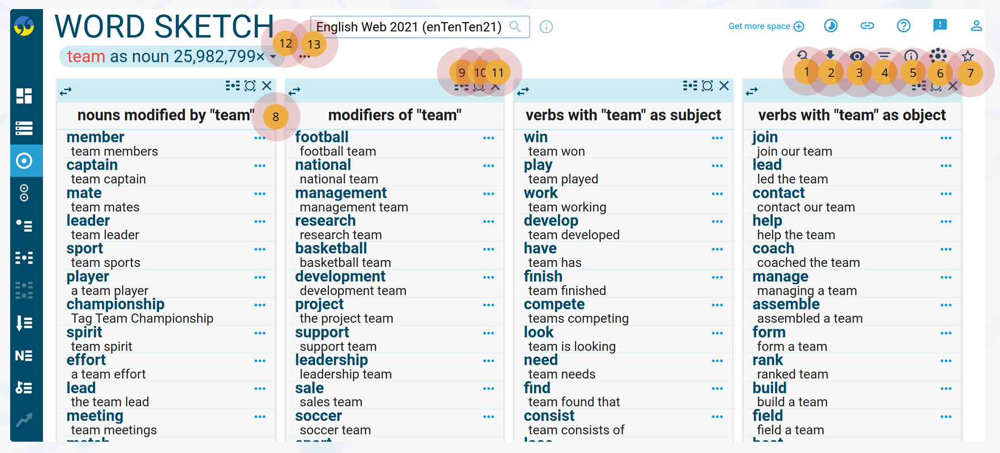 WORD SKETCH
English Web 2021 (enTenTen21)
Get more space
team as noun 25,982,799×
12
13
9
10
11
1
2
3
4
5
6
7
nouns modified by "team"
8
member
team members
captain
team captain
mate
team mates
leader
team leader
sport
team sports
player
a team player
championship
Tag Team Championship
spirit
team spirit
effort
a team effort
lead
the team lead
meeting
team meetings
match
modifiers of "team"
football
football team
national
national team
management
management team
research
research team
basketball
basketball team
development
development team
project
the project team
support
support team
leadership
leadership team
sale
sales team
soccer
soccer team
sport
verbs with "team" as subject
win
team won
play
team played
work
team working
develop
team developed
have
team has
finish
team finished
compete
teams competing
look
team is looking
need
team needs
find
team found that
consist
team consists of
lose
verbs with "team" as object
join
join our team
lead
led the team
contact
contact our team
help
help the team
coach
coached the team
manage
managing a team
assemble
assembled a team
form
form a team
rank
ranked team
build
build a team
field
field a team